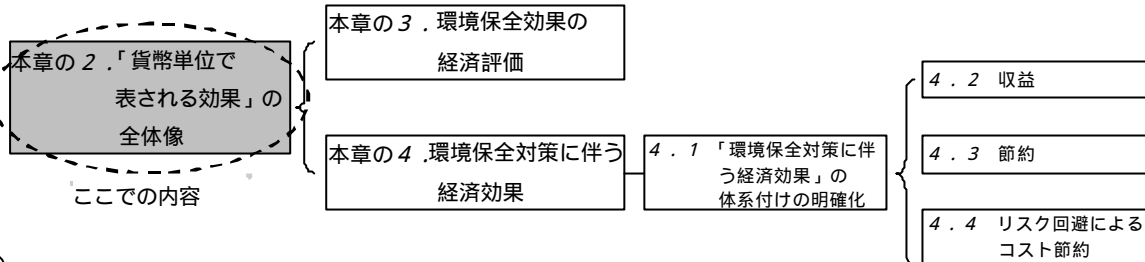 本章の２．「貨幣単位で
表される効果」の
全体像
ここでの内容
本章の３．環境保全効果の
経済評価
本章の４．環境保全対策に伴う
経済効果
４．１　「環境保全対策に伴
う経済効果」の
体系付けの明確化
４．２　収益
４．３　節約
４．４　リスク回避による
コスト節約